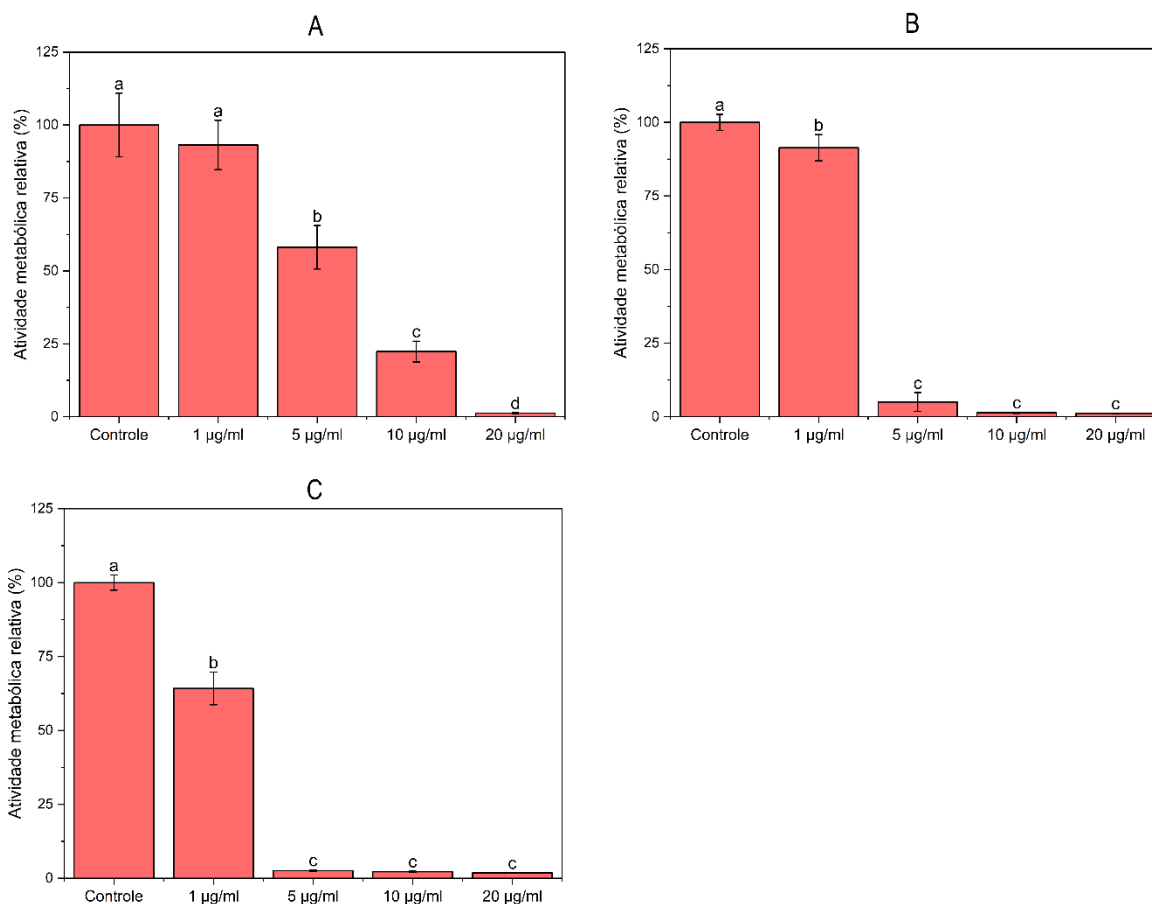 A
Atividade metabólica relativa (%)
125
100
75
50
25
0
a
a
b
c
d
Controle
1 µg/ml
5 µg/ml
10 µg/ml
20 µg/ml
B
Atividade metabólica relativa (%)
125
100
75
50
25
0
a
b
c
c
c
Controle
1 µg/ml
5 µg/ml
10 µg/ml
20 µg/ml
C
Atividade metabólica relativa (%)
125
100
75
50
25
0
a
b
c
c
c
Controle
1 µg/ml
5 µg/ml
10 µg/ml
20 µg/ml